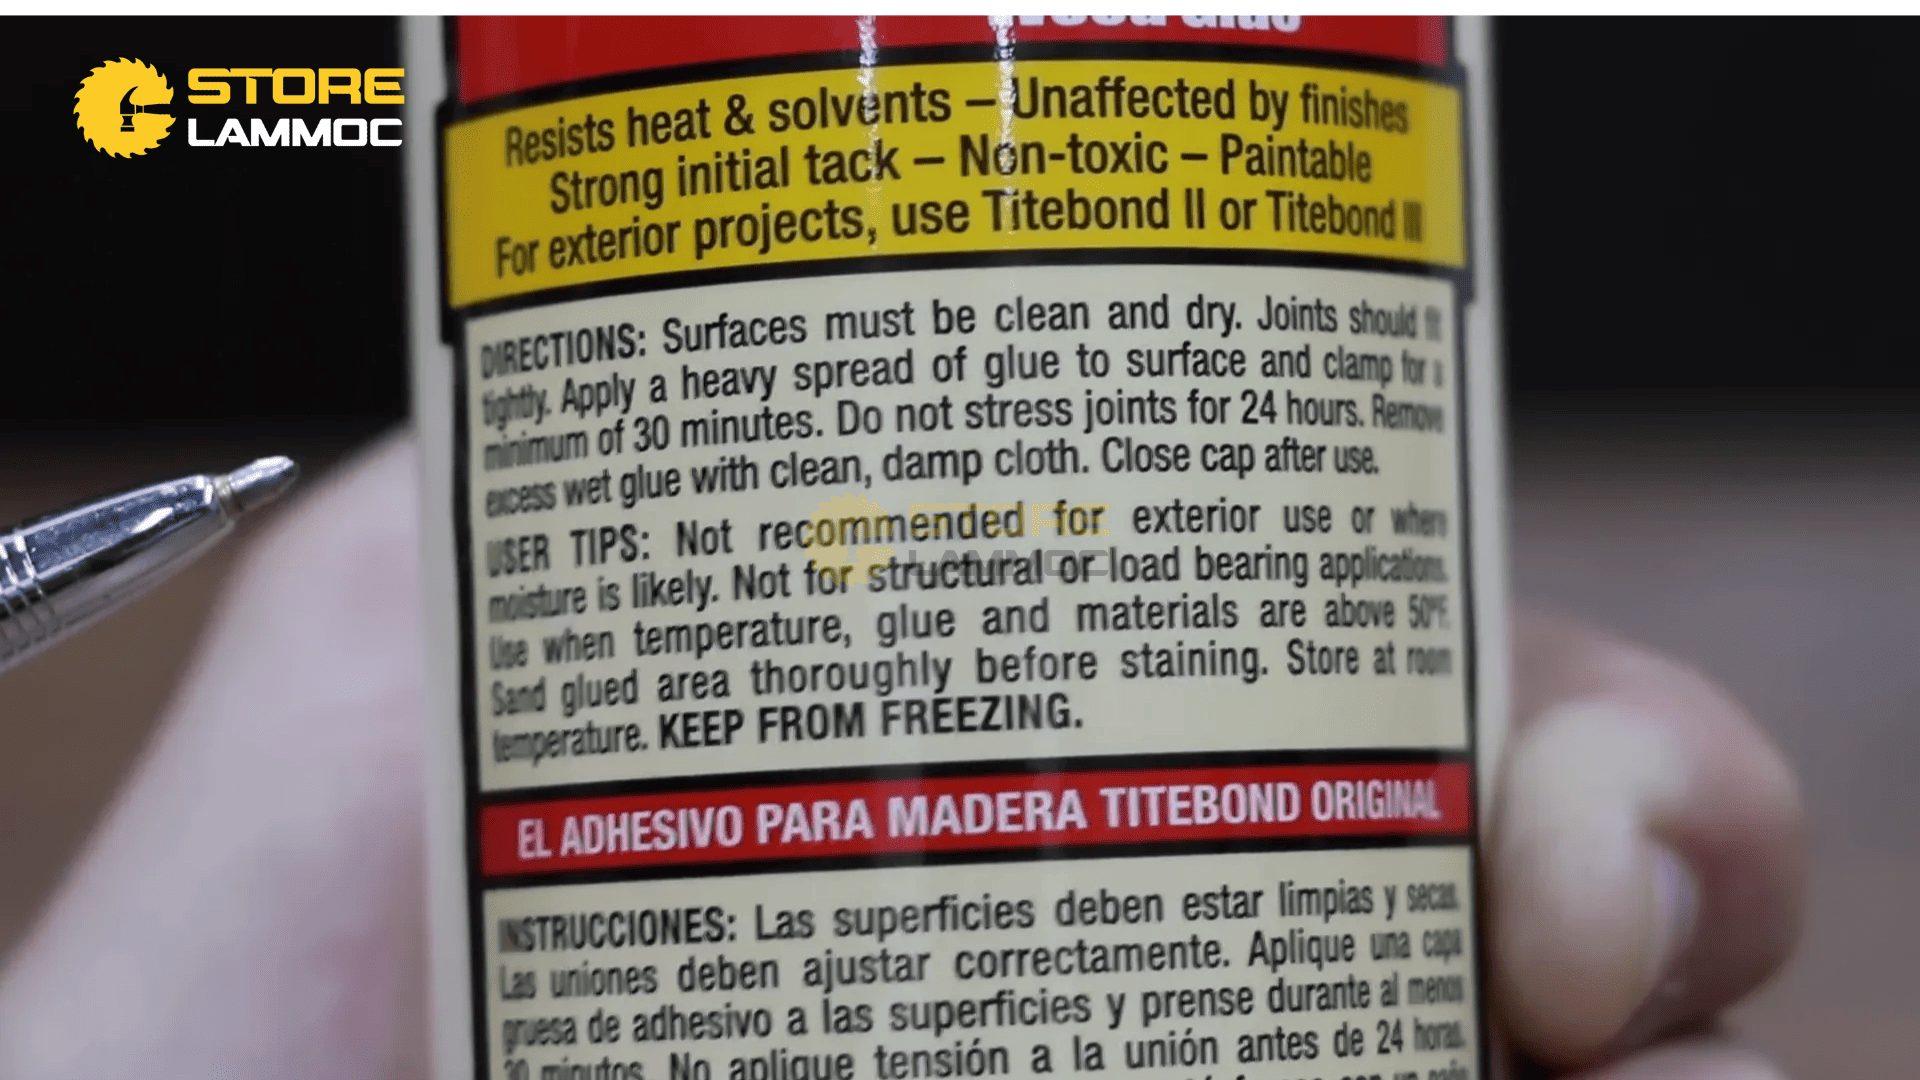 STORE
LAMMOC
Wood Glue
Resists heat & solvents – Unaffected by finishes
Strong initial tack – Non-toxic – Paintable
For exterior projects, use Titebond II or Titebond III
DIRECTIONS: Surfaces must be clean and dry. Joints should fit
tightly. Apply a heavy spread of glue to surface and clamp for a
minimum of 30 minutes. Do not stress joints for 24 hours. Remove
excess wet glue with clean, damp cloth. Close cap after use.
USER TIPS: Not recommended for exterior use or where
moisture is likely. Not for structural or load bearing applications.
Use when temperature, glue and materials are above 50°F.
Sand glued area thoroughly before staining. Store at room
temperature. KEEP FROM FREEZING.
STORE
LAMMOC
EL ADHESIVO PARA MADERA TITEBOND ORIGINAL
INSTRUCCIONES: Las superficies deben estar limpias y secas.
Las uniones deben ajustar correctamente. Aplique una capa
gruesa de adhesivo a las superficies y prense durante al menos
30 minutos. No aplique tensión a la unión antes de 24 horas.